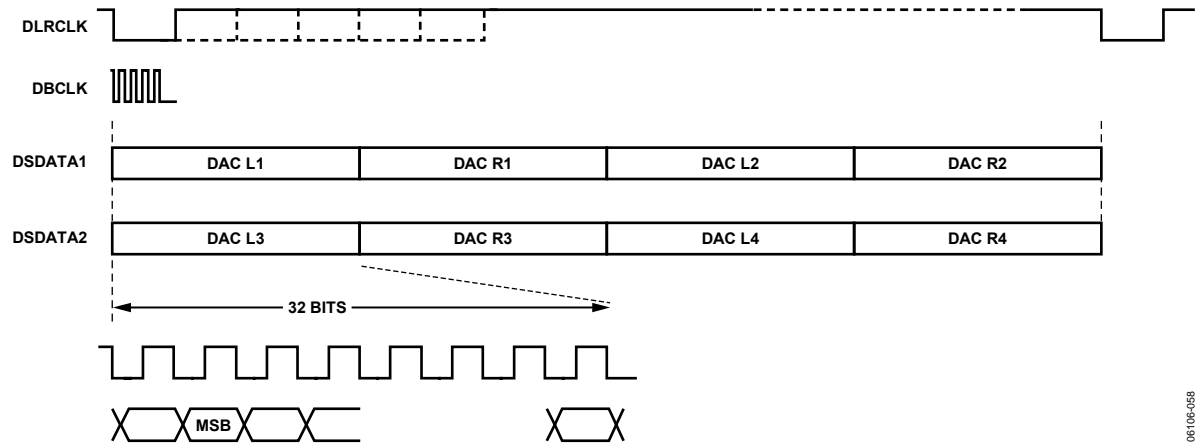 DLRCLK
DBCLK
DSDATA1 DAC L1 DAC R1 DAC L2 DAC R2
DSDATA2 DAC L3 DAC R3 DAC L4 DAC R4
32 BITS
MSB
06106-058